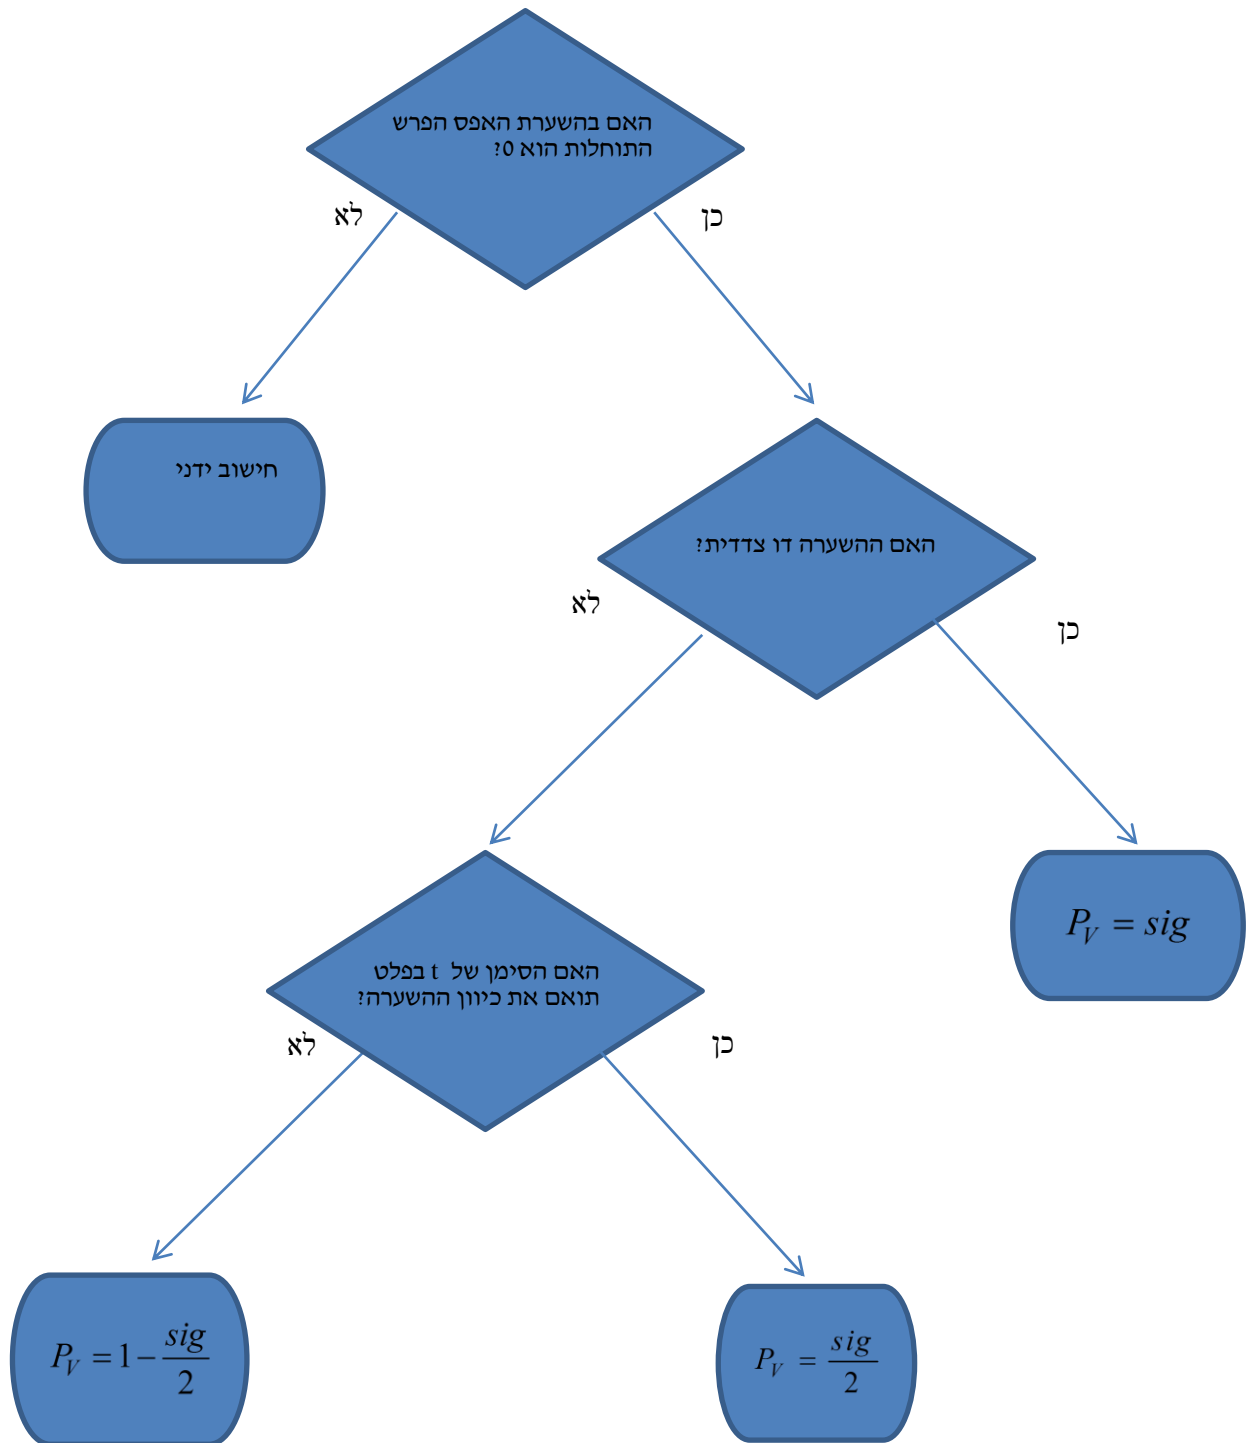 האם בהשערת האפס הפרש
התוחלות הוא 0?
לא
כן
חישוב ידני
האם ההשערה דו צדדית?
לא
כן
P_V = sig
האם הסימן של t בפלט
תואם את כיוון ההשערה?
לא
כן
P_V = 1 - sig/2
P_V = sig/2